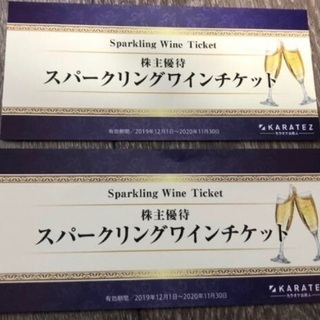 Sparkling Wine Ticket
株主優待
スパークリングワインチケット
有効期間/2019年12月1日~2020年11月30日
KARATEZ
Sparkling Wine Ticket
株主優待
スパークリングワインチケット
有効期間/2019年12月1日~2020年11月30日
KARATEZ